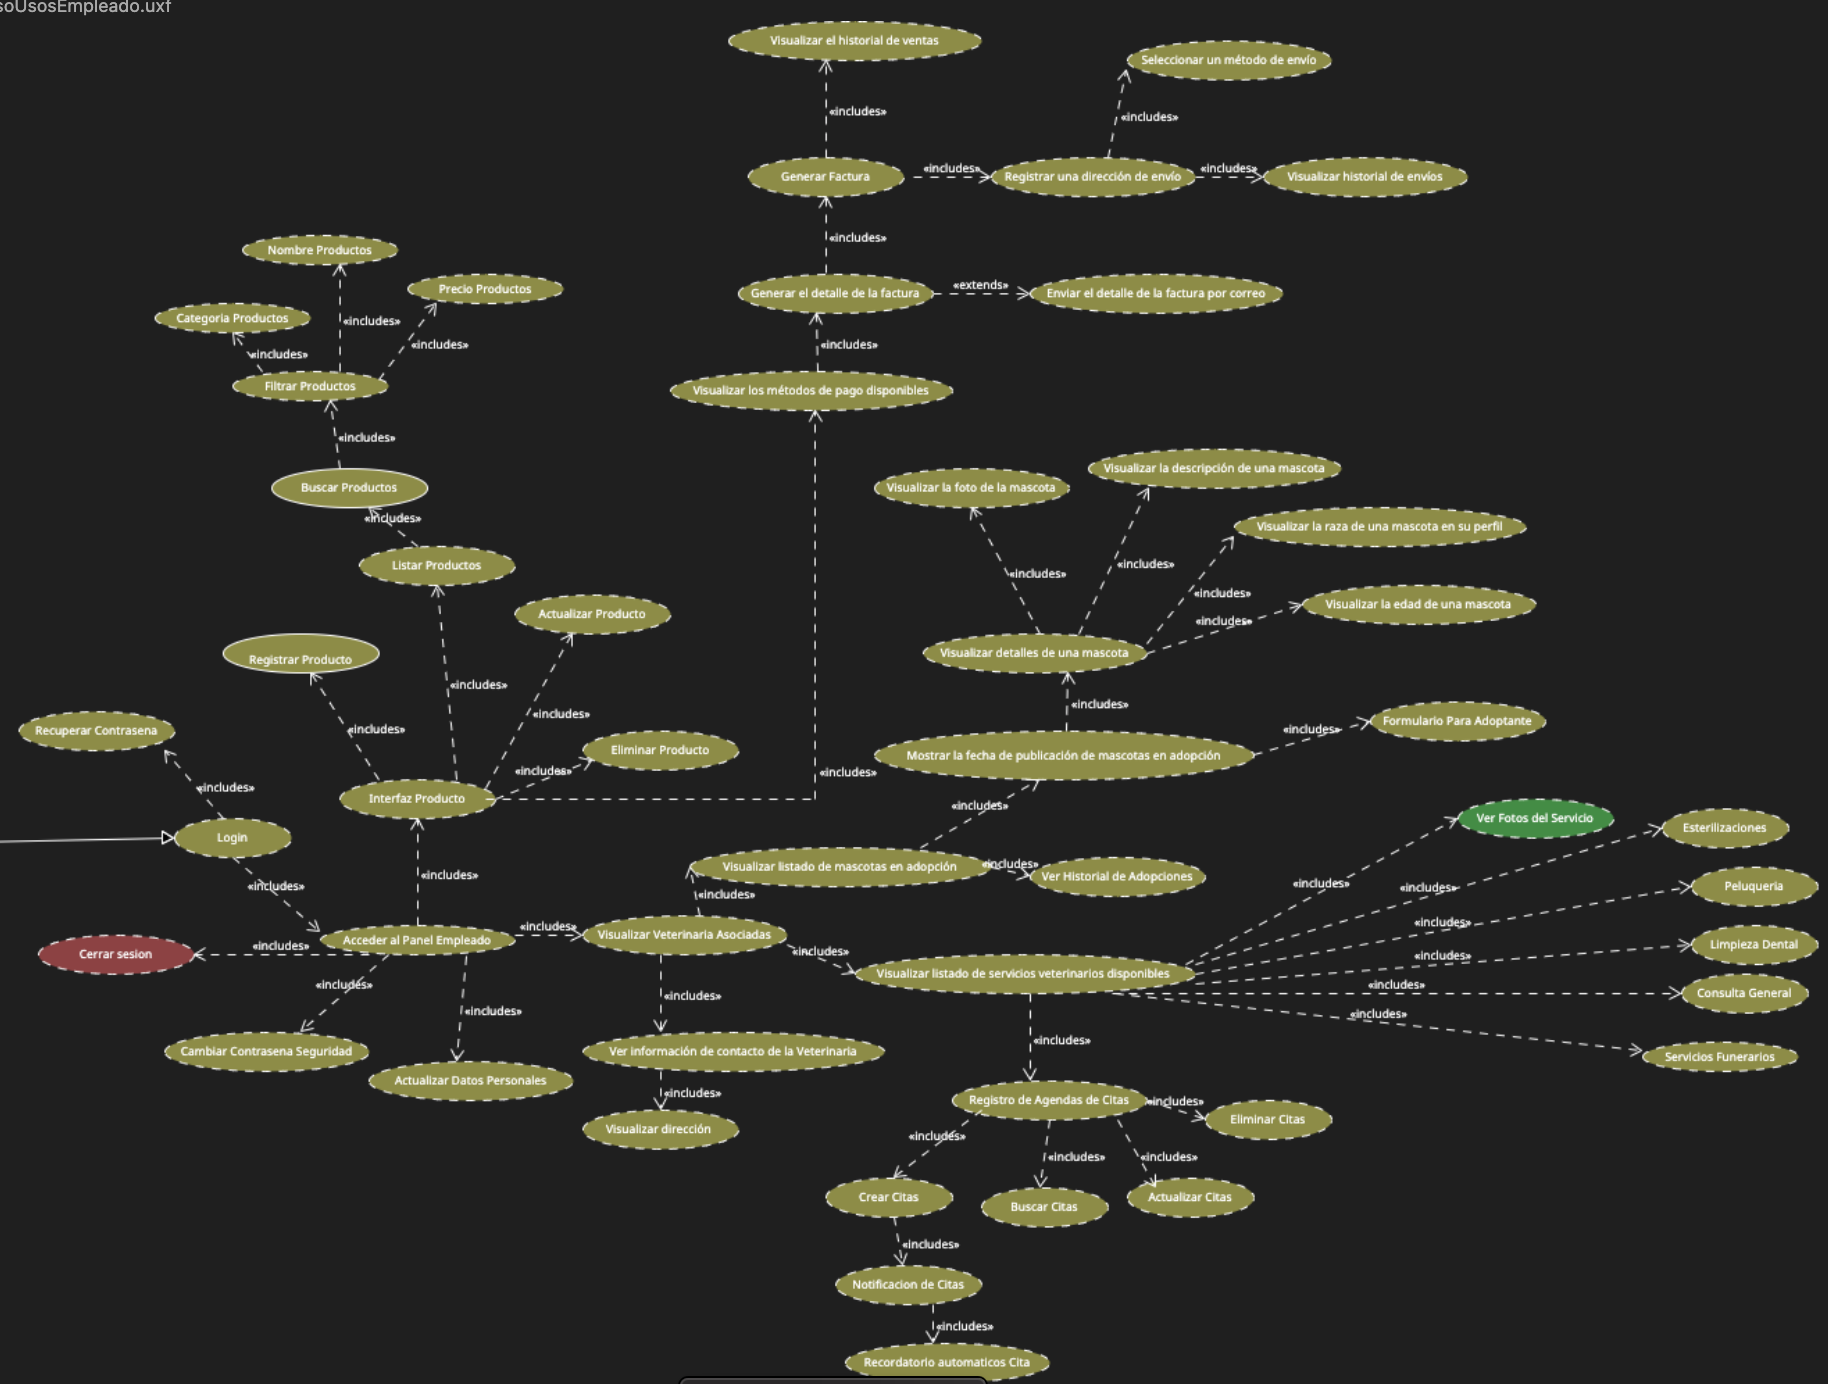 soUsosEmpleado.uxf
Visualizar el historial de ventas
Seleccionar un método de envío
«includes»
«includes»
Generar Factura
«includes»
Registrar una dirección de envío
«includes»
Visualizar historial de envíos
«includes»
Nombre Productos
Precio Productos
Generar el detalle de la factura
«extends»
Enviar el detalle de la factura por correo
Categoria Productos
«includes»
«includes»
«includes»
«includes»
Filtrar Productos
Visualizar los métodos de pago disponibles
«includes»
Buscar Productos
Visualizar la foto de la mascota
Visualizar la descripción de una mascota
«includes»
Visualizar la raza de una mascota en su perfil
Listar Productos
«includes»
«includes»
«includes»
Actualizar Producto
Visualizar la edad de una mascota
«includes»
Registrar Producto
Visualizar detalles de una mascota
«includes»
«includes»
«includes»
«includes»
Recuperar Contrasena
Formulario Para Adoptante
«includes»
Eliminar Producto
Mostrar la fecha de publicación de mascotas en adopción
«includes»
«includes»
«includes»
Interfaz Producto
«includes»
Ver Fotos del Servicio
Esterilizaciones
Login
Visualizar listado de mascotas en adopción
«includes»
Ver Historial de Adopciones
«includes»
«includes»
«includes»
«includes»
«includes»
Peluqueria
Acceder al Panel Empleado
«includes»
Visualizar Veterinaria Asociadas
«includes»
Limpieza Dental
Cerrar sesion
«includes»
«includes»
«includes»
Visualizar listado de servicios veterinarios disponibles
«includes»
«includes»
Consulta General
«includes»
«includes»
«includes»
«includes»
Cambiar Contrasena Seguridad
Ver información de contacto de la Veterinaria
Servicios Funerarios
Actualizar Datos Personales
«includes»
Registro de Agendas de Citas
«includes»
Eliminar Citas
Visualizar dirección
«includes»
«includes»
«includes»
Crear Citas
Buscar Citas
Actualizar Citas
«includes»
Notificacion de Citas
«includes»
Recordatorio automaticos Cita